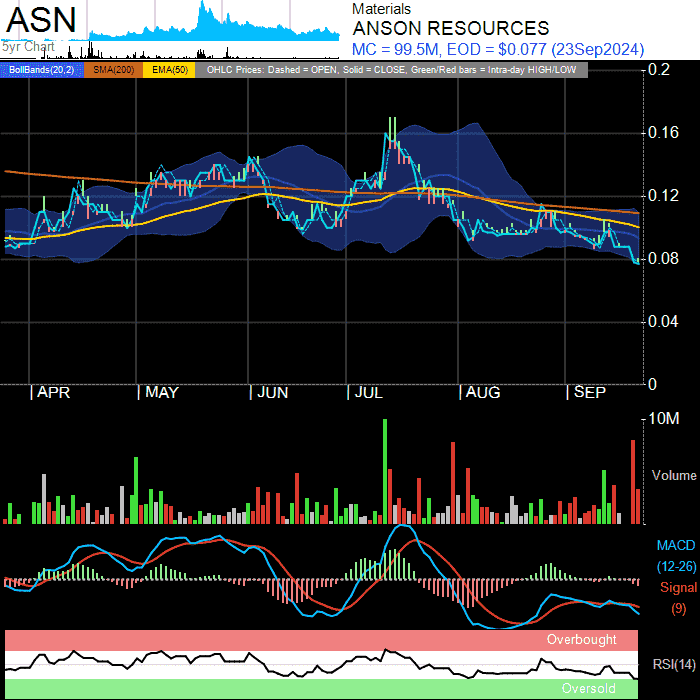 ASN
5yr Chart
Materials
ANSON RESOURCES
MC = 99.5M, EOD = $0.077 (23Sep2024)
BollBands(20,2) SMA(200) EMA(50) OHLC Prices: Dashed = OPEN, Solid = CLOSE, Green/Red bars = Intra-day HIGH/LOW
0.2
0.16
0.12
0.08
0.04
0
APR MAY JUN JUL AUG SEP
10M
Volume
MACD
(12-26)
Signal
(9)
Overbought
RSI(14)
Oversold